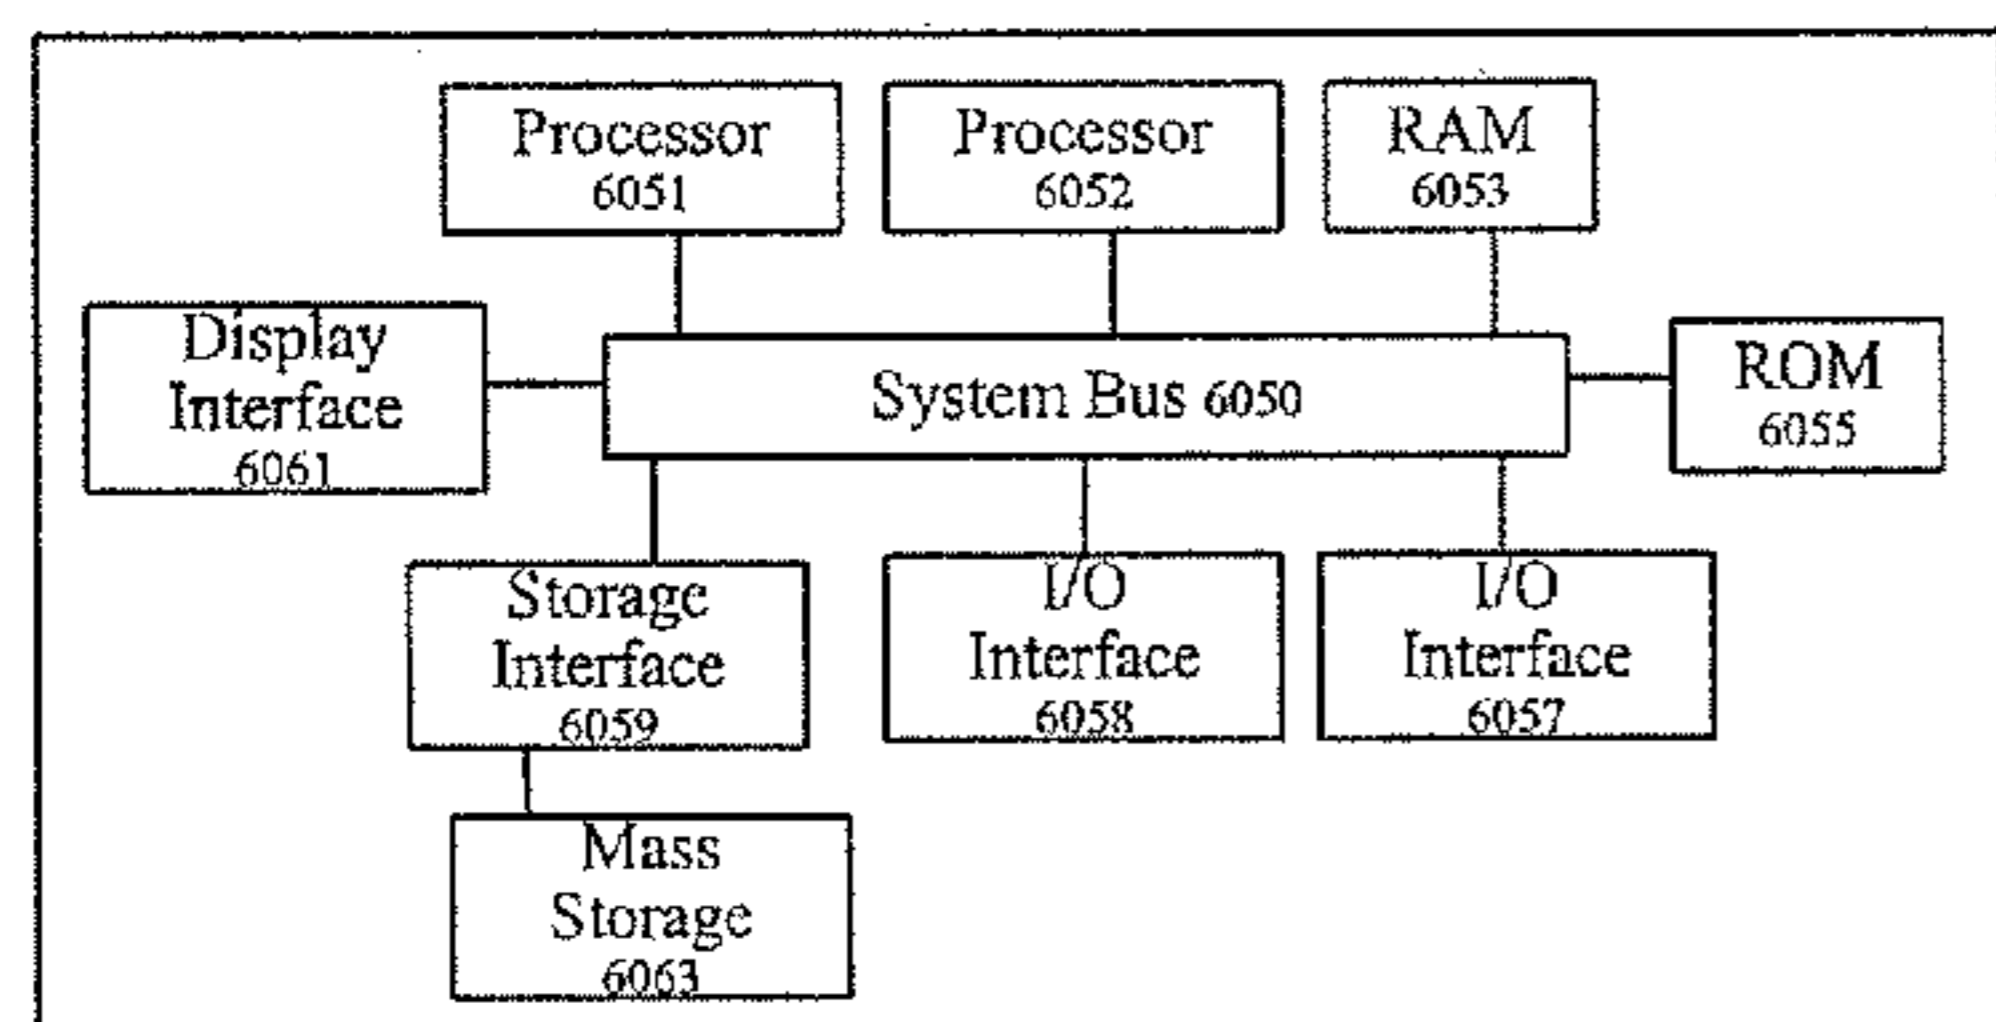 Processor
6051
Processor
6052
RAM
6053
Display
Interface
6061
System Bus 6050
ROM
6055
Storage
Interface
6059
I/O
Interface
6058
I/O
Interface
6057
Mass
Storage
6063